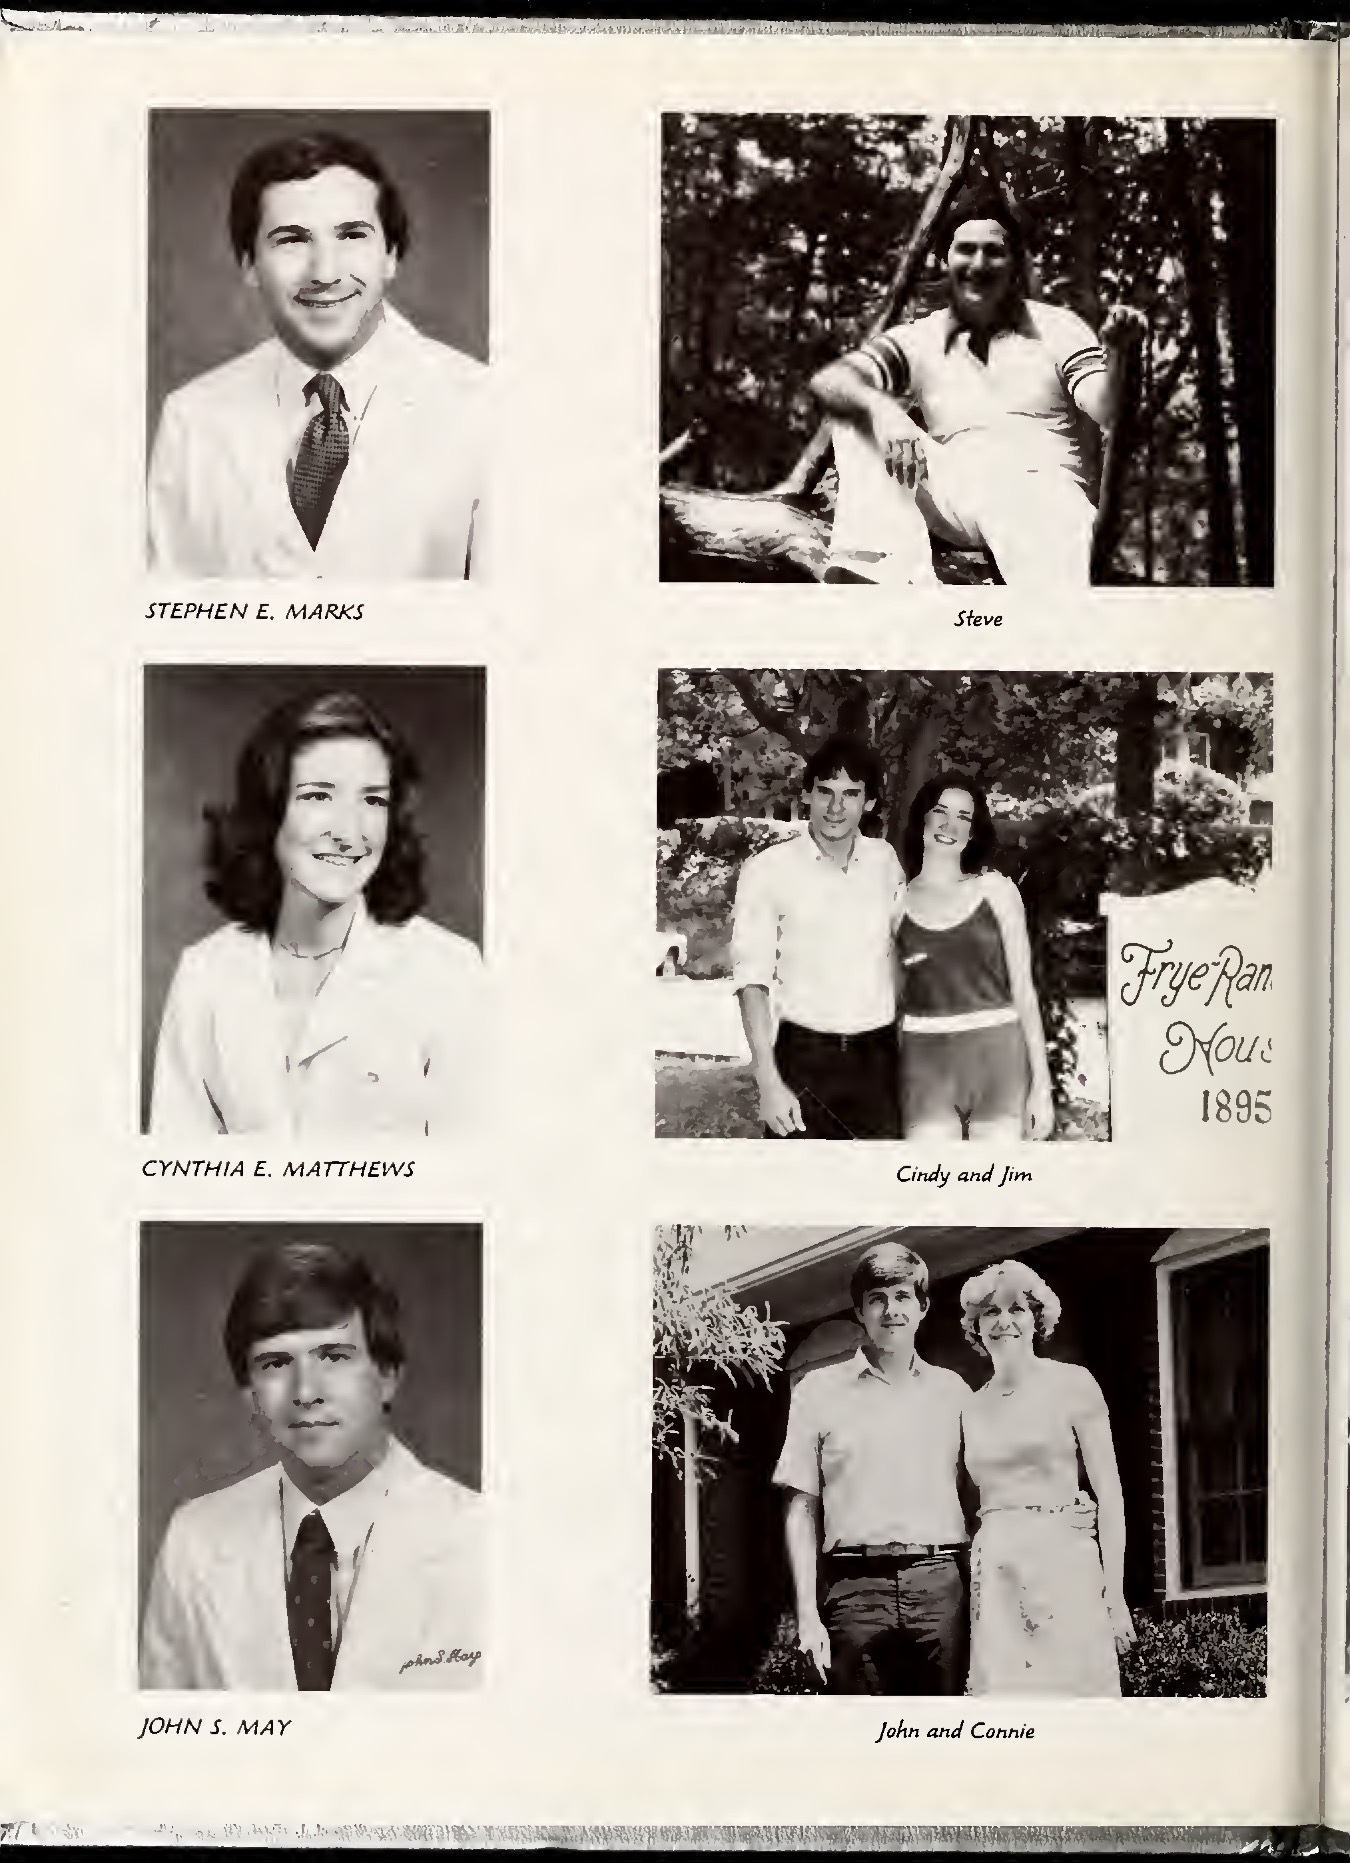 STEPHEN E. MARKS
Steve
Frye-Ran
Hous
1895
CYNTHIA E. MATTHEWS
Cindy and Jim
John S. May
JOHN S. MAY
John and Connie